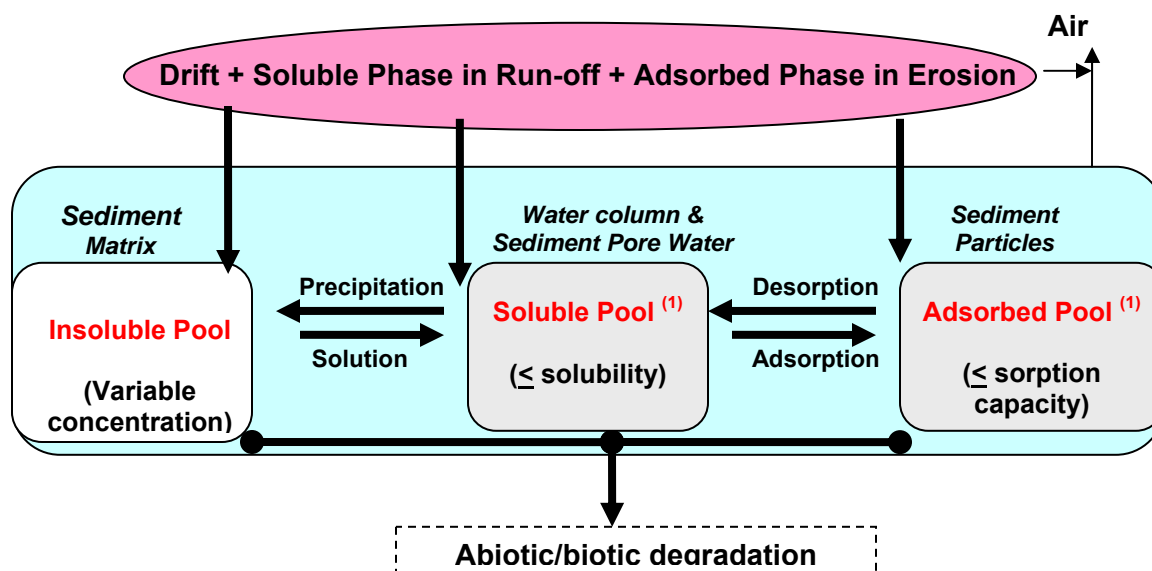 Air
Drift + Soluble Phase in Run-off + Adsorbed Phase in Erosion
Sediment
Matrix
Water column &
Sediment Pore Water
Sediment
Particles
Insoluble Pool
(Variable
concentration)
Precipitation
Solution
Soluble Pool (1)
(< solubility)
Desorption
Adsorption
Adsorbed Pool (1)
(< sorption
capacity)
Abiotic/biotic degradation